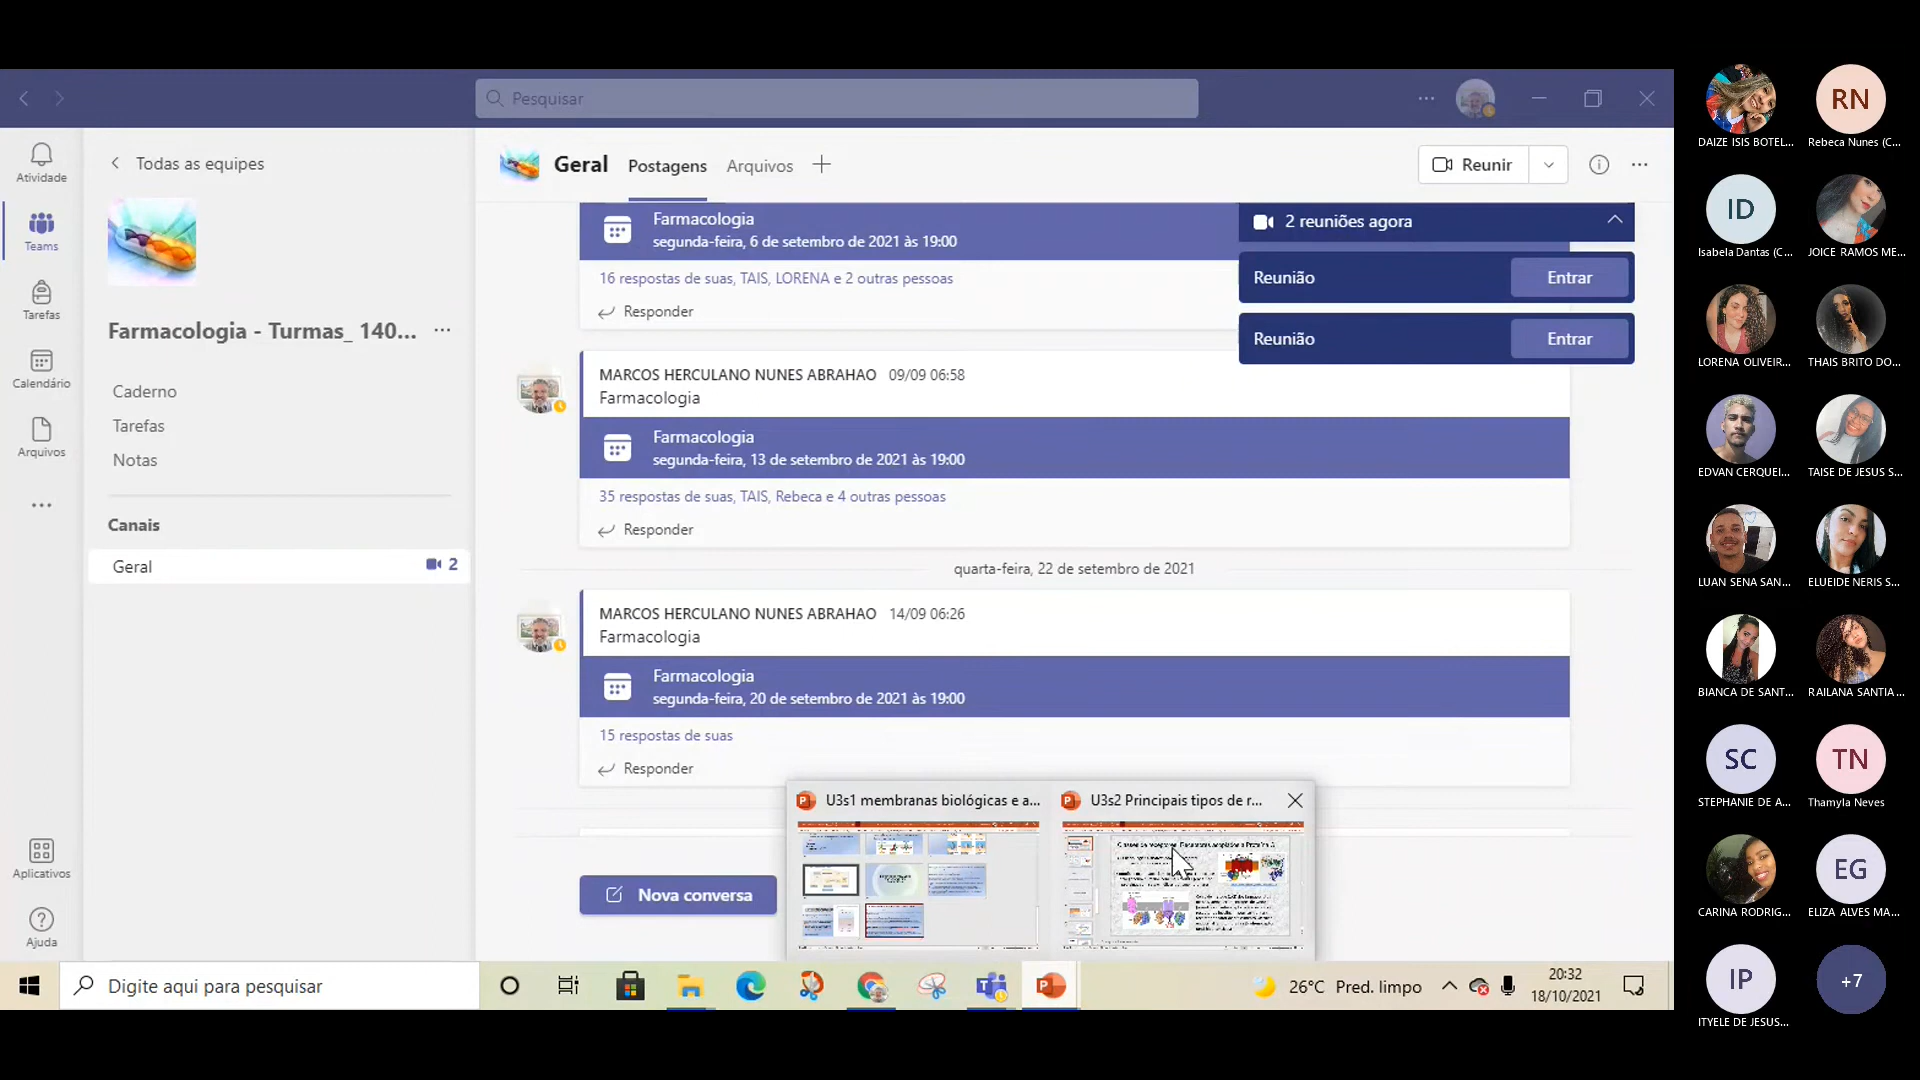 Pesquisar
Atividade
Teams
Tarefas
Calendário
Arquivos
Aplicativos
Ajuda
Todas as equipes
Farmacologia - Turmas_ 140...
Caderno
Tarefas
Notas
Canais
Geral
2
Geral
Postagens
Arquivos
Reunir
Farmacologia
segunda-feira, 6 de setembro de 2021 às 19:00
16 respostas de suas, TAIS, LORENA e 2 outras pessoas
Responder
2 reuniões agora
Reunião
Entrar
Reunião
Entrar
MARCOS HERCULANO NUNES ABRAHAO 09/09 06:58
Farmacologia
Farmacologia
segunda-feira, 13 de setembro de 2021 às 19:00
35 respostas de suas, TAIS, Rebeca e 4 outras pessoas
Responder
quarta-feira, 22 de setembro de 2021
MARCOS HERCULANO NUNES ABRAHAO 14/09 06:26
Farmacologia
Farmacologia
segunda-feira, 20 de setembro de 2021 às 19:00
15 respostas de suas
Responder
Nova conversa
U3s1 membranas biológicas e a...
U3s2 Principais tipos de r...
Digite aqui para pesquisar
26°C Pred. limpo
20:32
18/10/2021
DAIZE ISIS BOTEL...
RN
Rebeca Nunes (C...
ID
Isabela Dantas (C...
JOICE RAMOS ME...
LORENA OLIVEIR...
THAIS BRITO DO...
EDVAN CERQUEI...
TAISE DE JESUS S...
LUAN SENA SAN...
ELUEIDE NERIS S...
BIANCA DE SANT...
RAILANA SANTIA...
SC
STEPHANIE DE A...
TN
Thamyla Neves
CARINA RODRIG...
EG
ELIZA ALVES MA...
IP
ITYELE DE JESUS...
+7